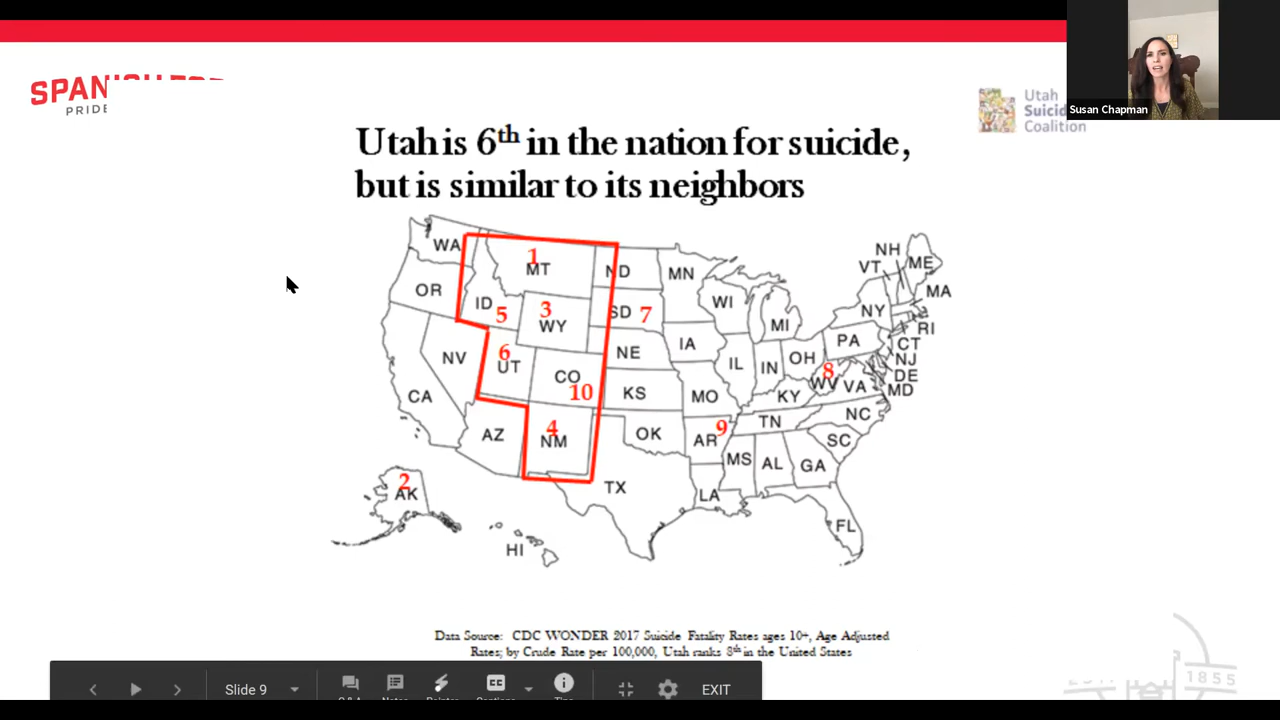 SPAN
PRIDE
Susan Chapman
Utah
Suici
Coalition
Utah is 6th in the nation for suicide,
but is similar to its neighbors
WA
1
MT
ND
MN
NH
VT
ME
OR
ID
5
3
WY
SD
7
WI
MI
NY
MA
RI
NV
6
UT
CO
10
NE
IA
IL
IN
OH
PA
CT
NJ
DE
MD
CA
KS
MO
KY
8
WV
VA
AZ
4
NM
OK
AR
9
TN
NC
SC
MS
AL
GA
2
AK
TX
LA
FL
HI
Data Source: CDC WONDER 2017 Suicide Fatality Rates ages 10+, Age Adjusted
Rates; by Crude Rate per 100,000, Utah ranks 8th in the United States
Slide 9
EXIT
1855